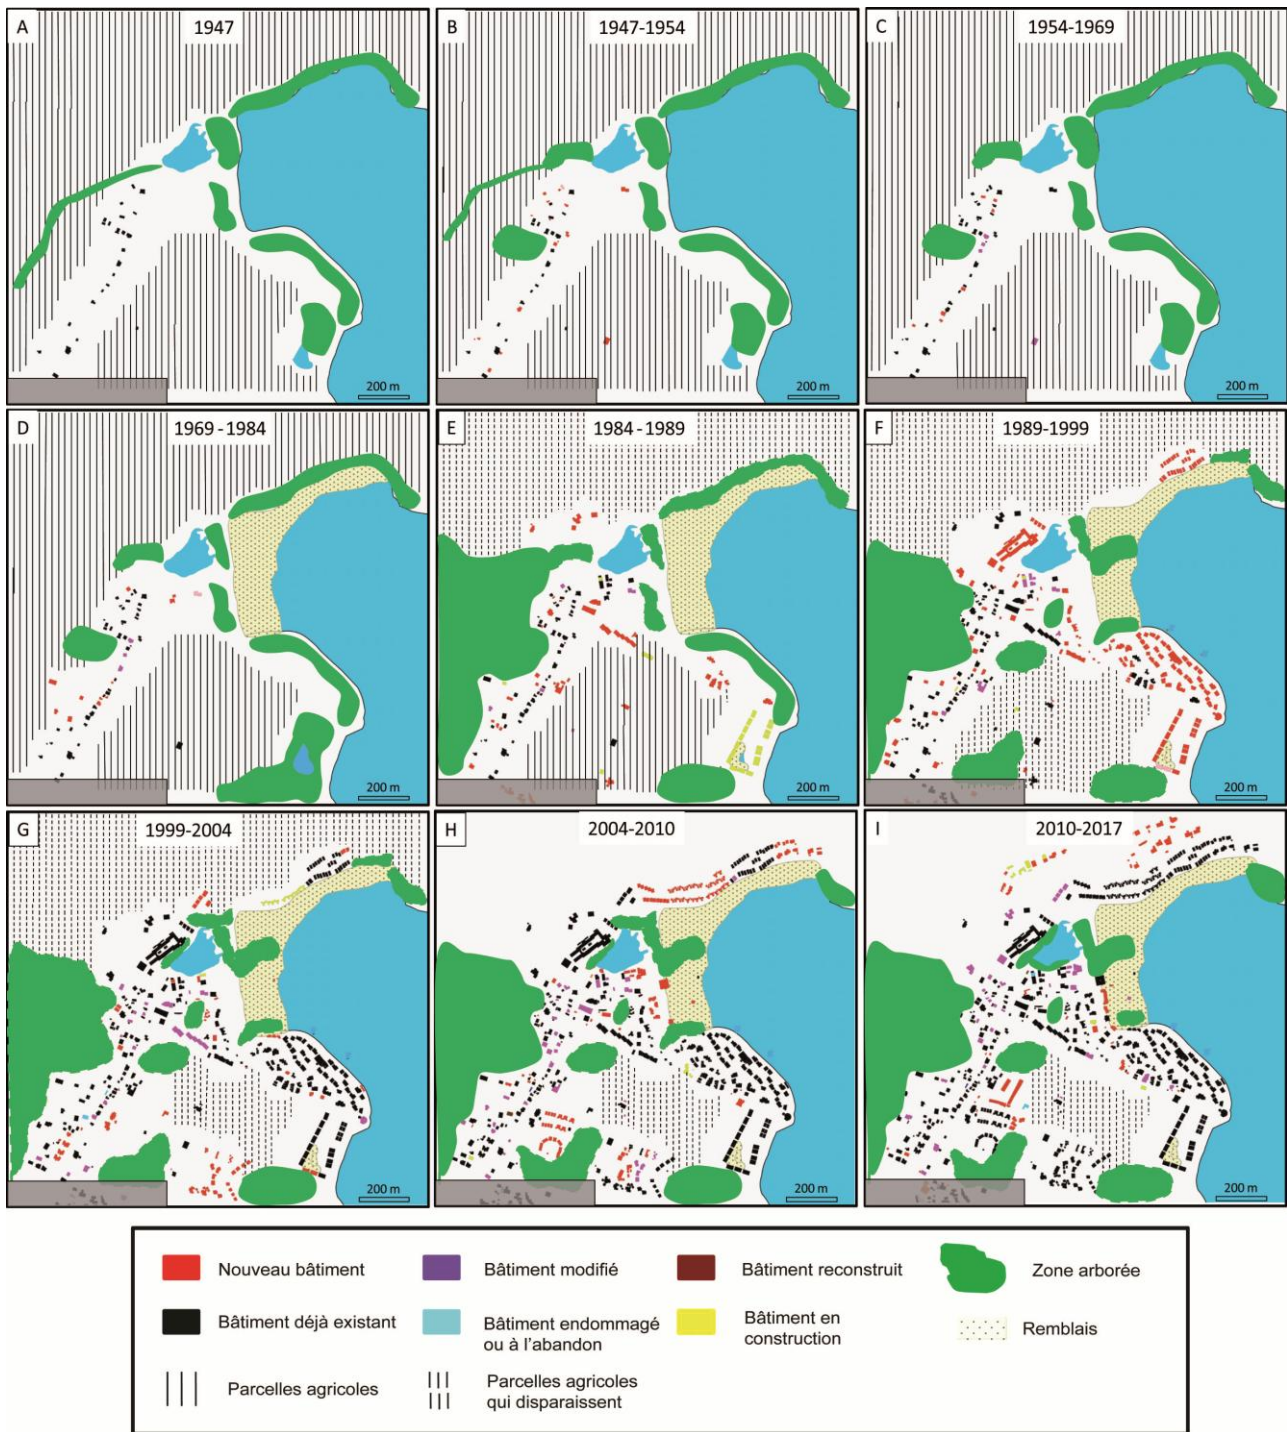 A 1947
B 1947-1954
C 1954-1969
200 m
200 m
200 m
D 1969 -1984
E 1984 -1989
F 1989-1999
200 m
200 m
200 m
G 1999-2004
H 2004-2010
I 2010-2017
200 m
200 m
200 m
Nouveau bâtiment
Bâtiment modifié
Bâtiment reconstruit
Zone arborée
Bâtiment déjà existant
Bâtiment endommagé
ou à l'abandon
Bâtiment en
construction
Remblais
Parcelles agricoles
Parcelles agricoles
qui disparaissent